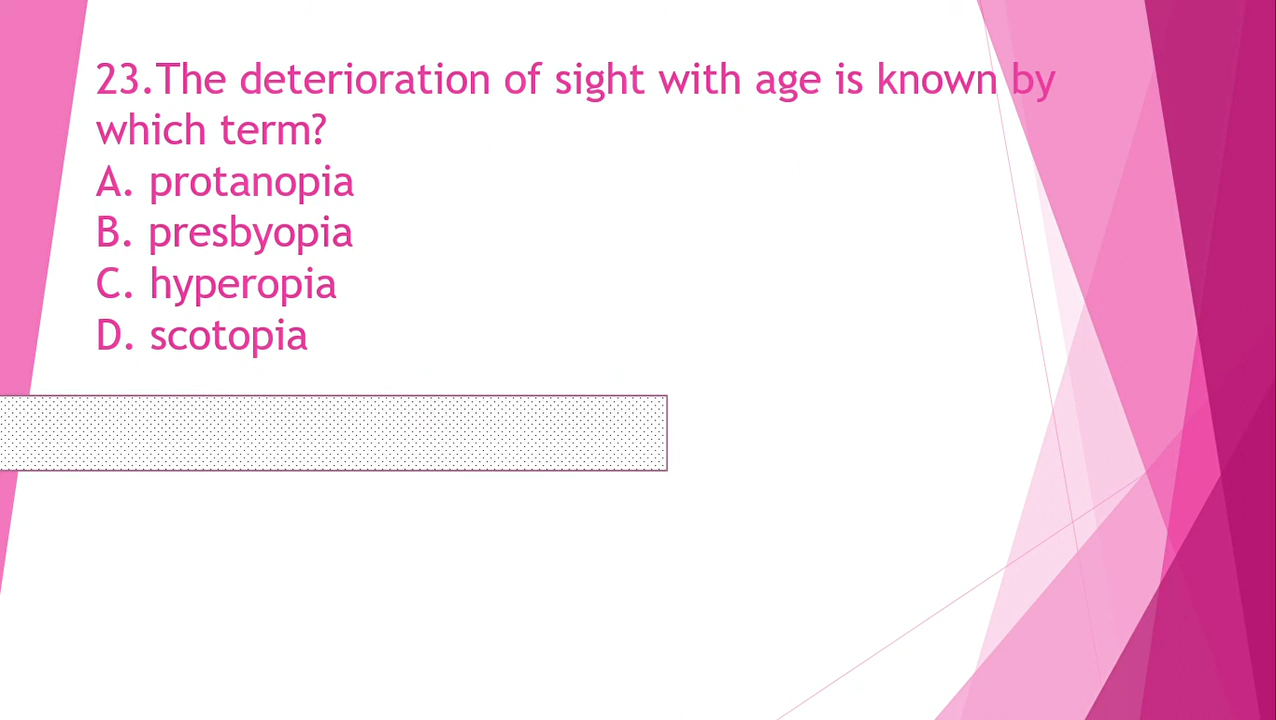 23.The deterioration of sight with age is known by
which term?
A. protanopia
B. presbyopia
C. hyperopia
D. scotopia